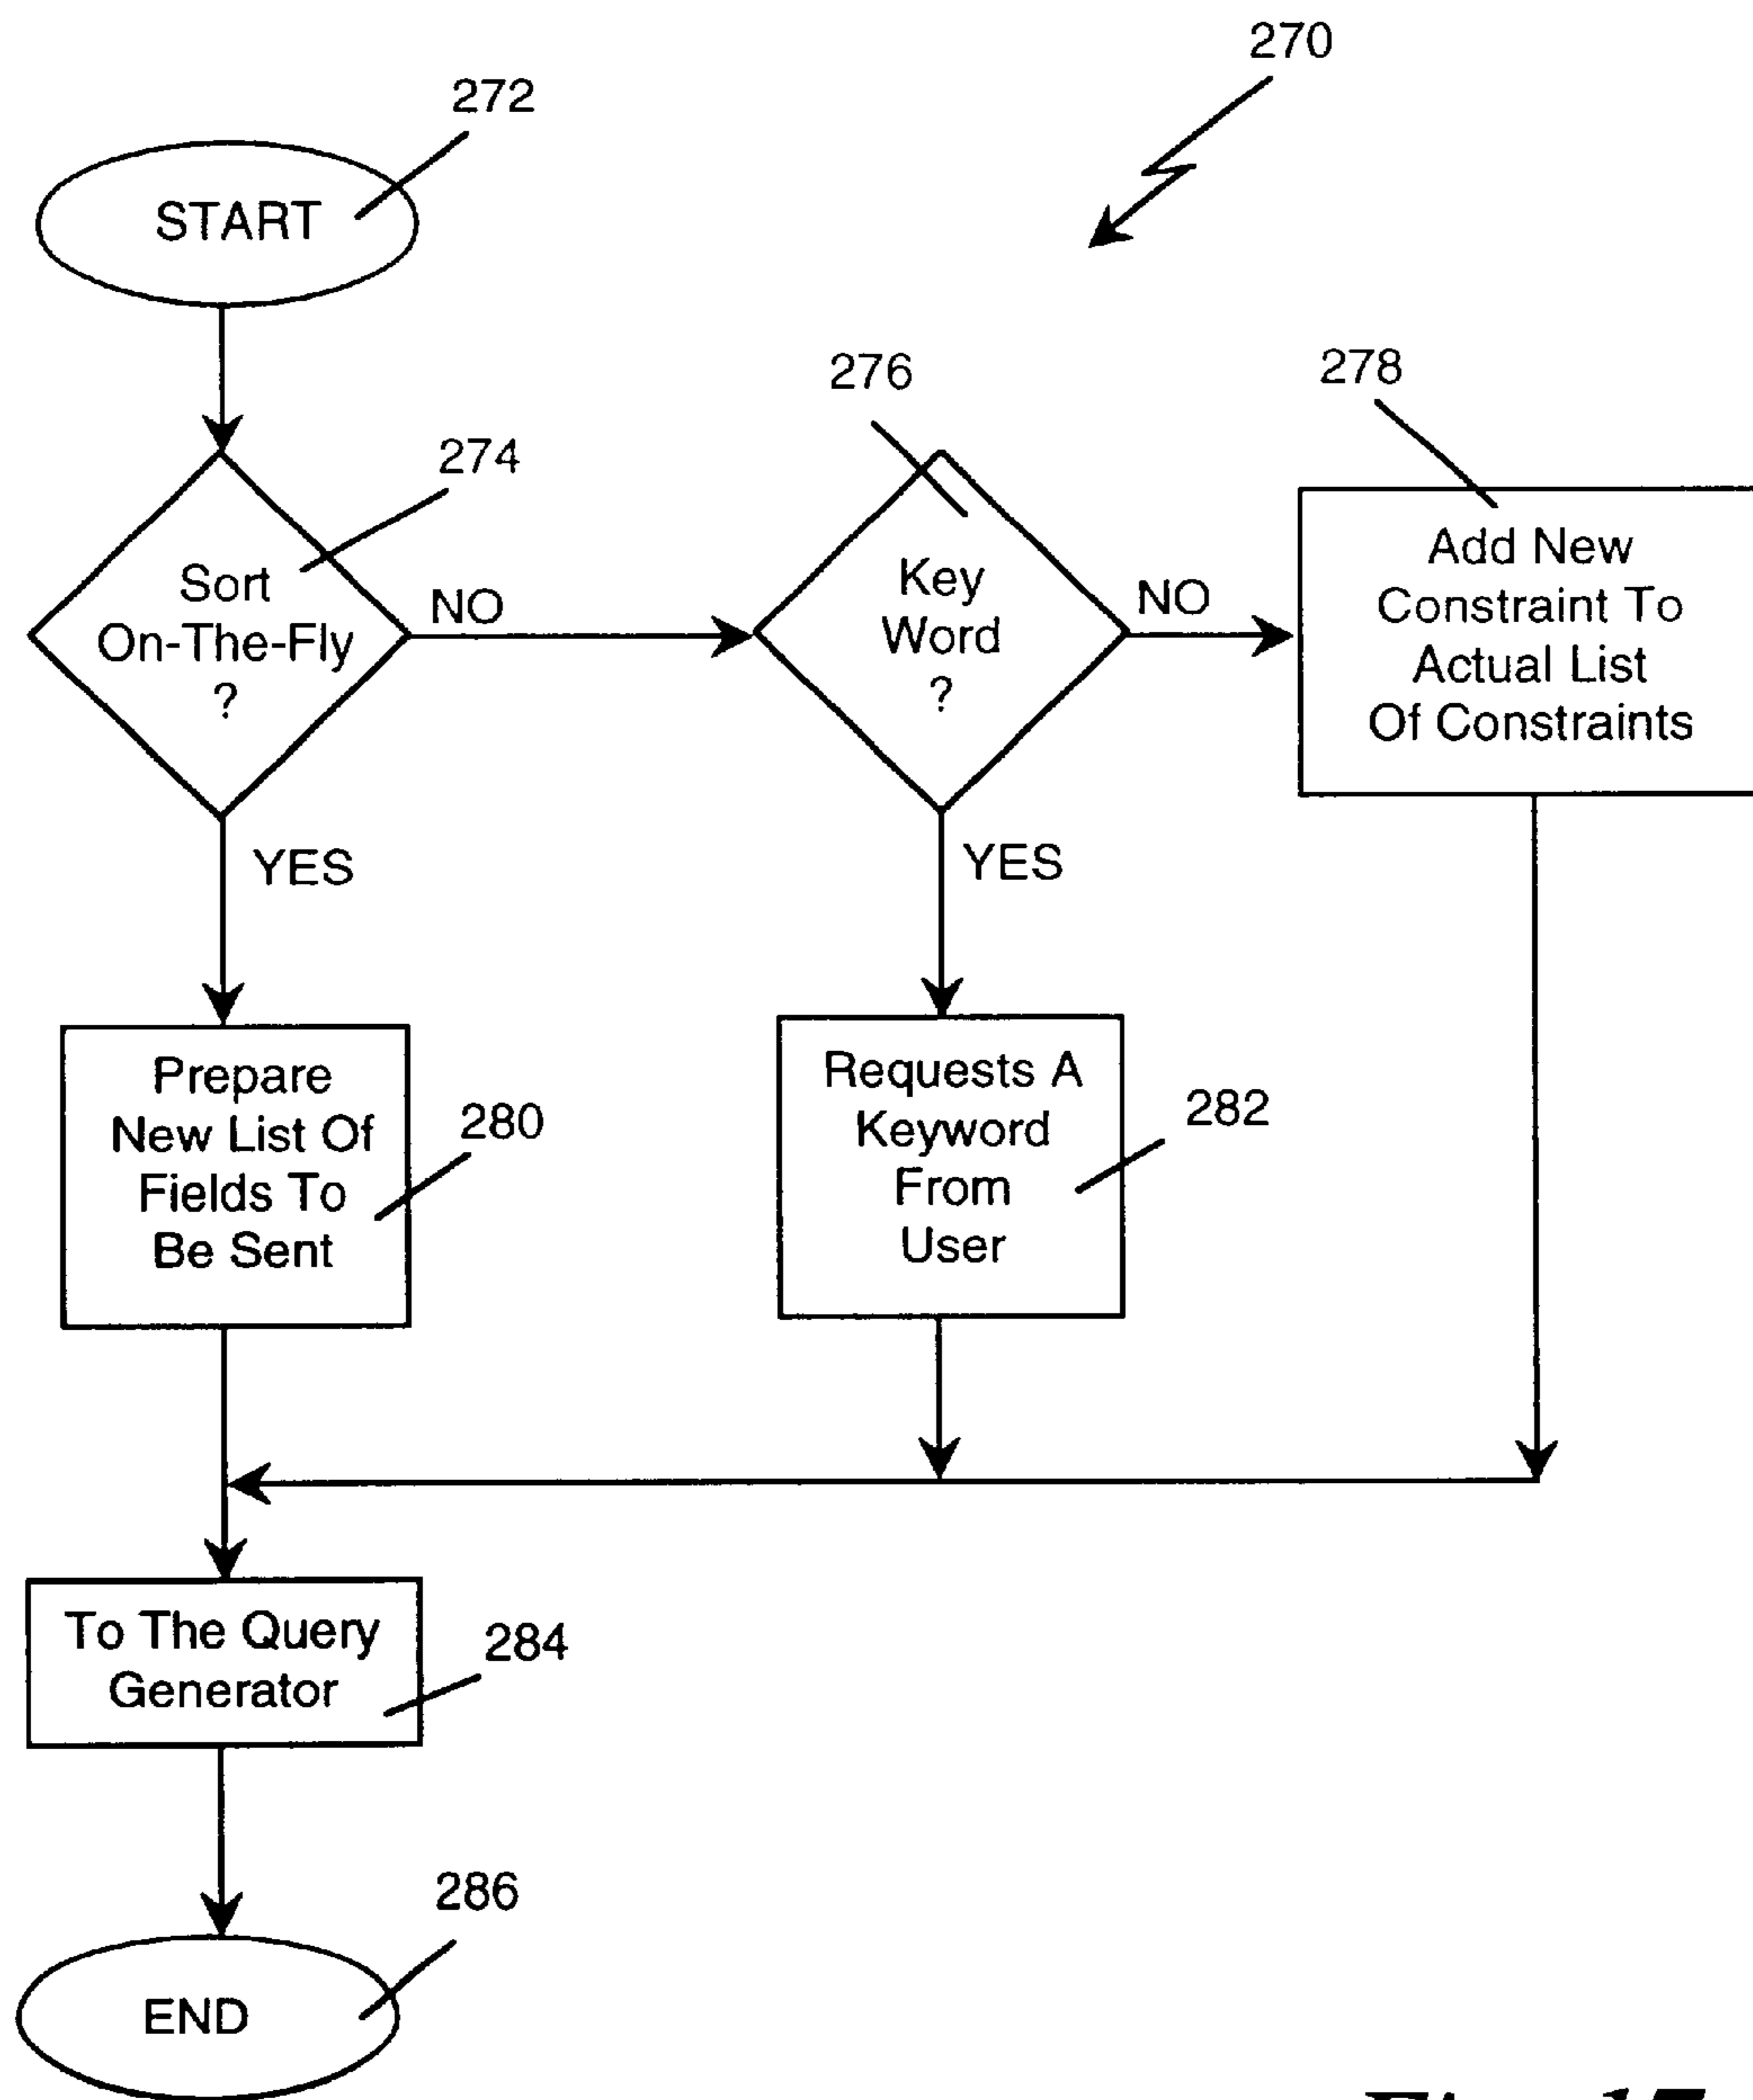 270
272
START
276
278
274
Sort
On-The-Fly
?
NO
Key
Word
?
NO
Add New
Constraint To
Actual List
Of Constraints
YES
YES
Prepare
New List Of
Fields To
Be Sent
280
Requests A
Keyword
From
User
282
To The Query
Generator
284
286
END